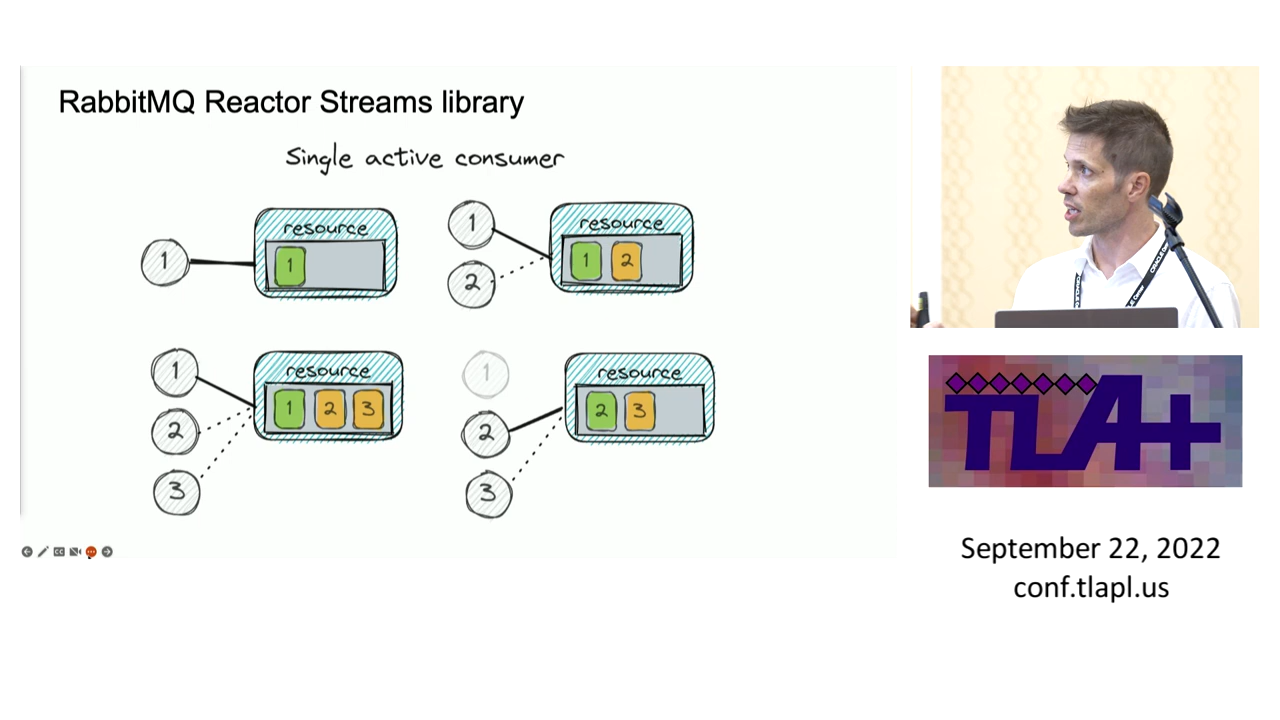 RabbitMQ Reactor Streams library
Single active consumer
resource
1
1
resource
1
2
1
2
resource
1
2
3
1
2
3
resource
1
2
3
2
3
CC
TLA+
September 22, 2022
conf.tlapl.us